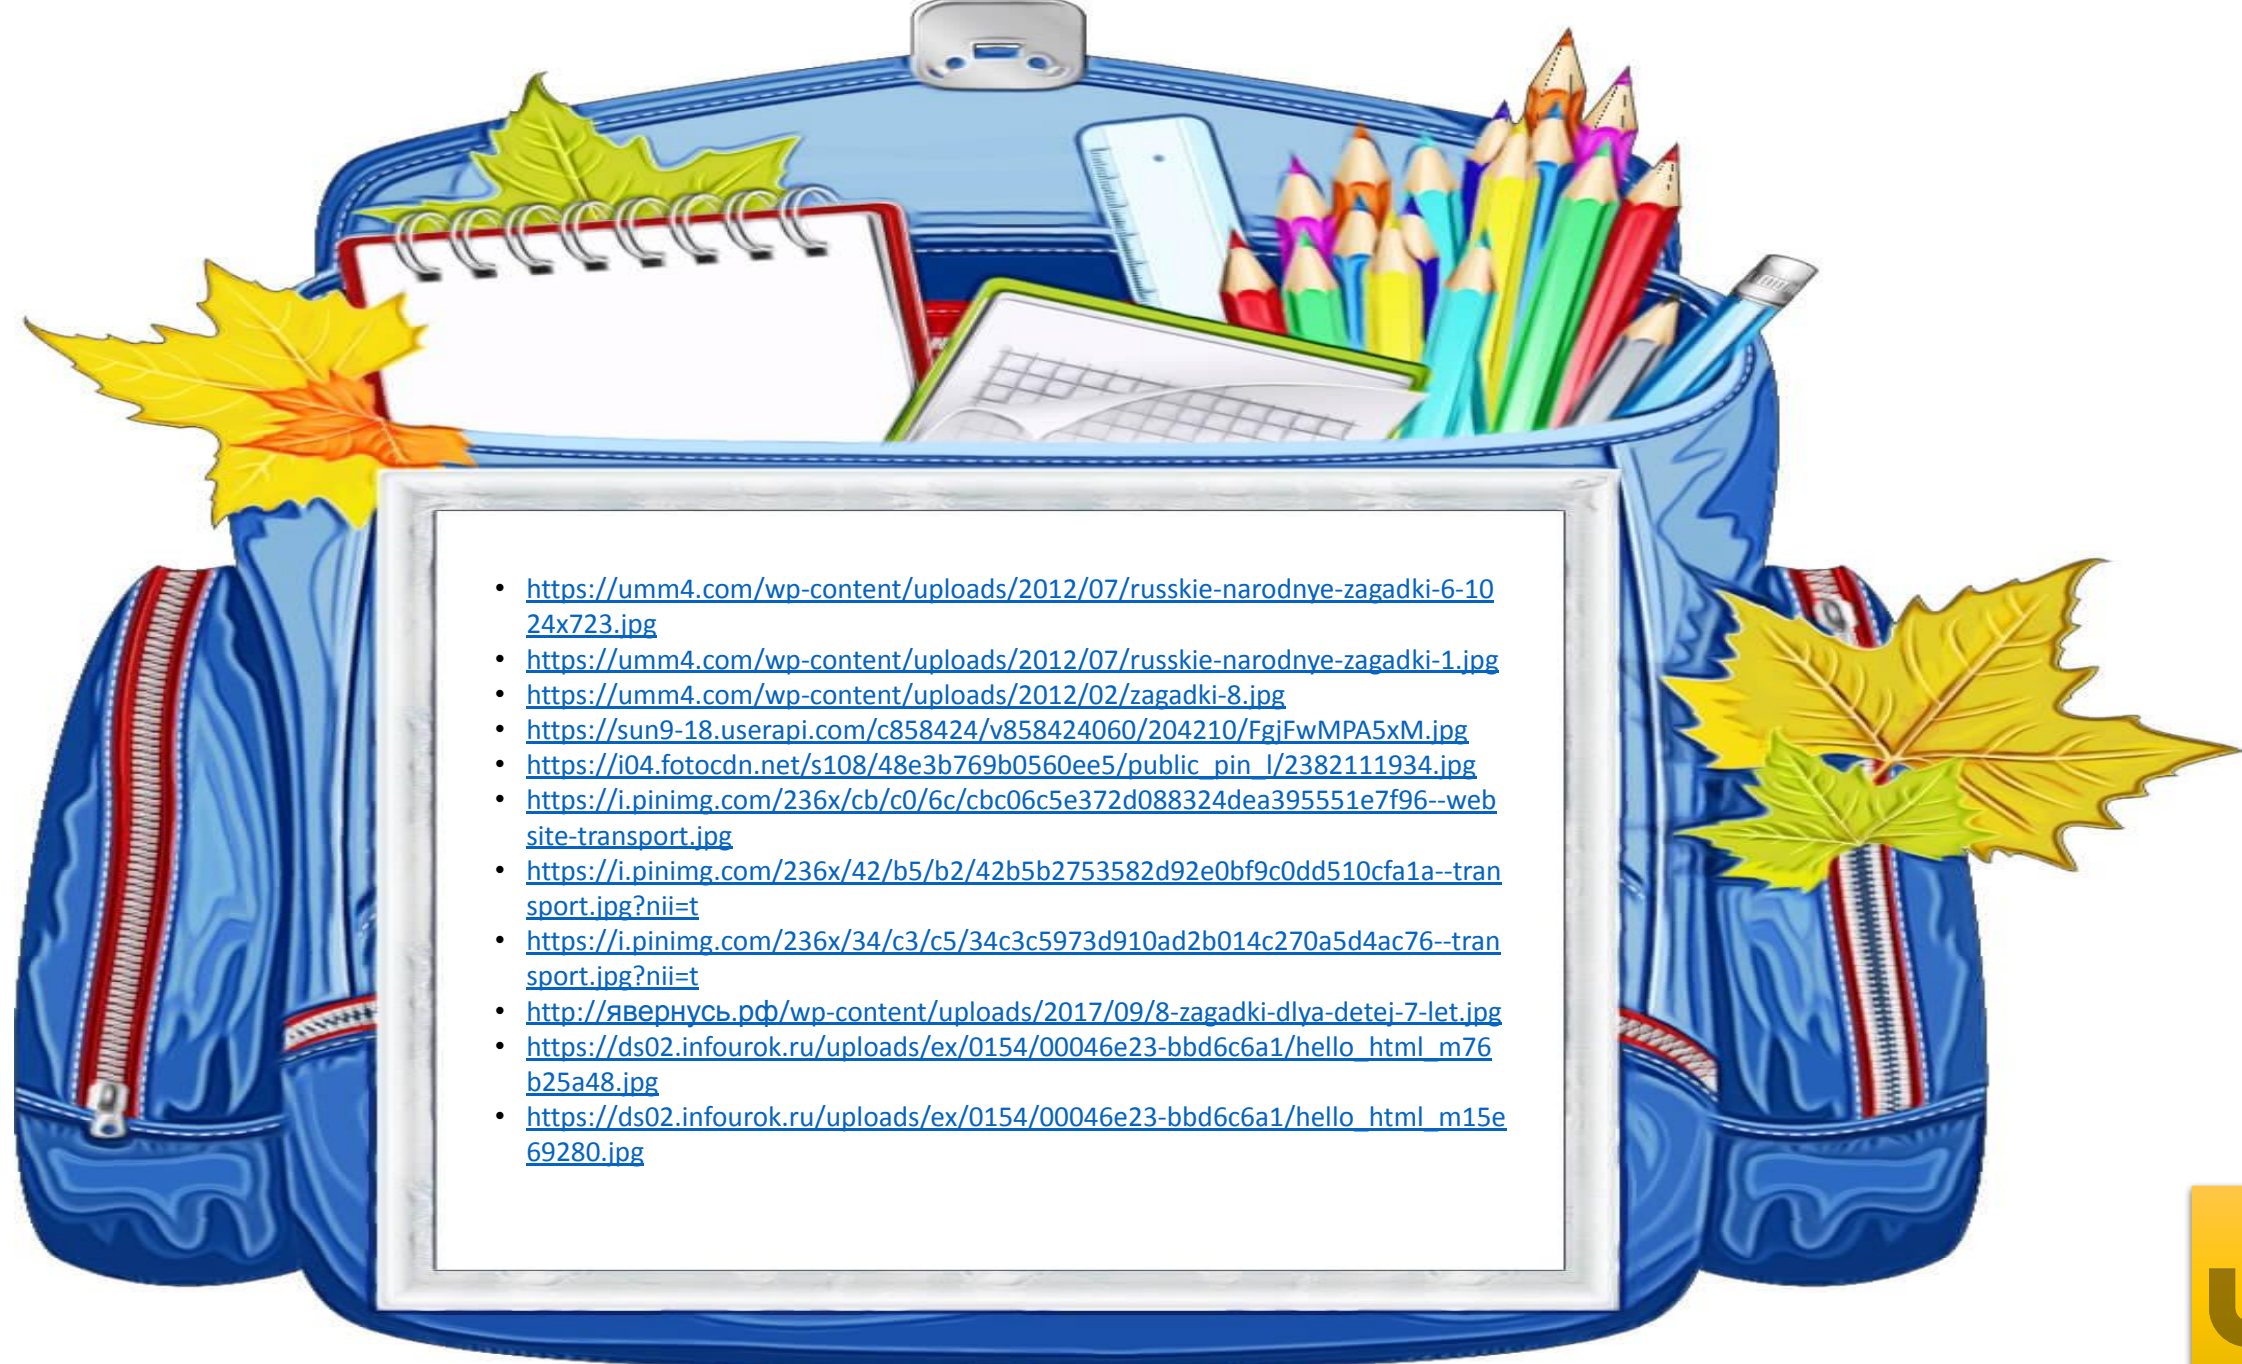 • https://umm4.com/wp-content/uploads/2012/07/russkie-narodnye-zagadki-6-10
24x723.jpg
• https://umm4.com/wp-content/uploads/2012/07/russkie-narodnye-zagadki-1.jpg
• https://umm4.com/wp-content/uploads/2012/02/zagadki-8.jpg
• https://sun9-18.userapi.com/c858424/v858424060/204210/FgjFwMPA5xM.jpg
• https://i04.fotocdn.net/s108/48e3b769b0560ee5/public_pin_l/2382111934.jpg
• https://i.pinimg.com/236x/cb/c0/6c/cbc06c5e372d088324dea395551e7f96--web
site-transport.jpg
• https://i.pinimg.com/236x/42/b5/b2/42b5b2753582d92e0bf9c0dd510cfa1a--tran
sport.jpg?nii=t
• https://i.pinimg.com/236x/34/c3/c5/34c3c5973d910ad2b014c270a5d4ac76--tran
sport.jpg?nii=t
• http://явернусь.рф/wp-content/uploads/2017/09/8-zagadki-dlya-detej-7-let.jpg
• https://ds02.infourok.ru/uploads/ex/0154/00046e23-bbd6c6a1/hello_html_m76
b25a48.jpg
• https://ds02.infourok.ru/uploads/ex/0154/00046e23-bbd6c6a1/hello_html_m15e
69280.jpg